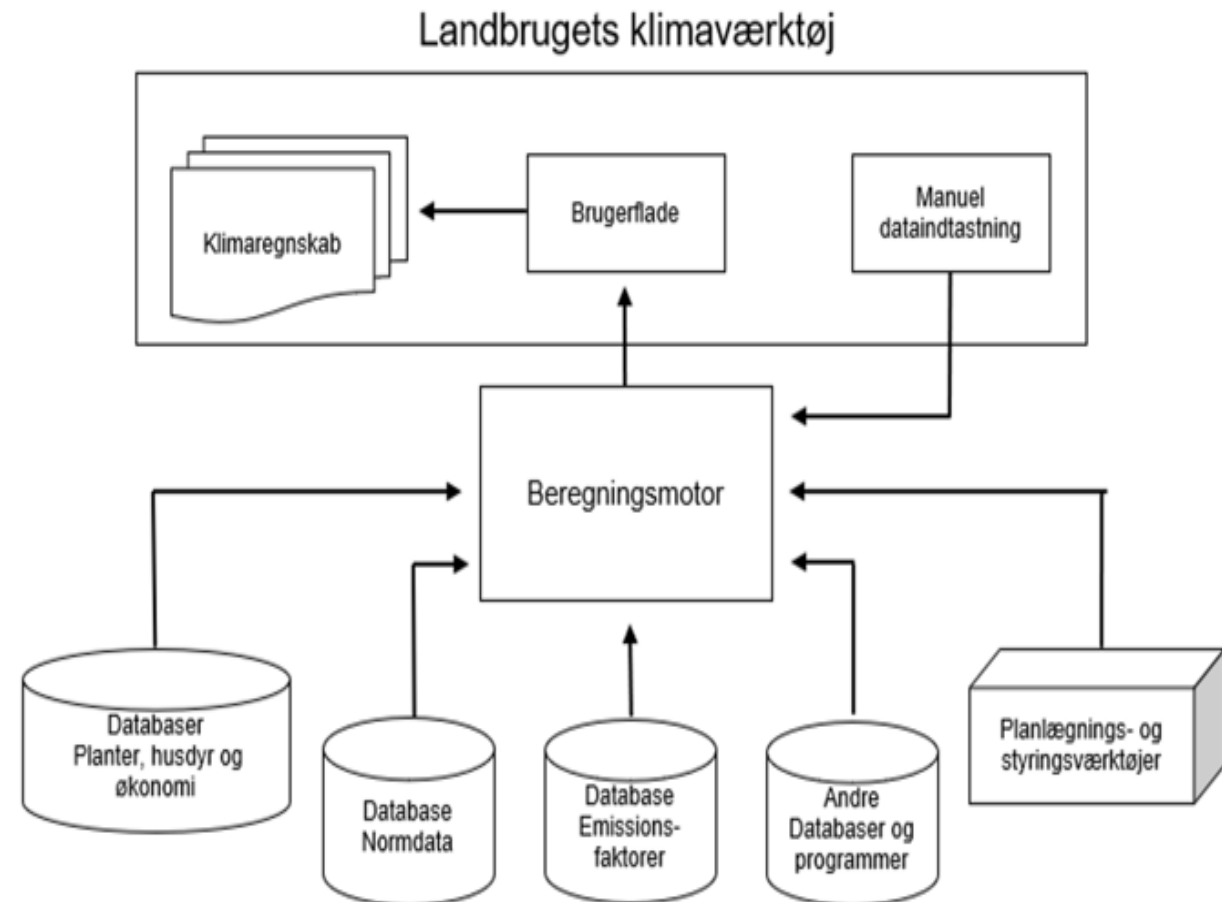 Landbrugets klimaværktøj
Klimaregnskab
Brugerflade
Manuel
dataindtastning
Beregningsmotor
Databaser
Planter, husdyr og
økonomi
Database
Normdata
Database
Emissions-
faktorer
Andre
Databaser og
programmer
Planlægnings- og
styringsværktøjer